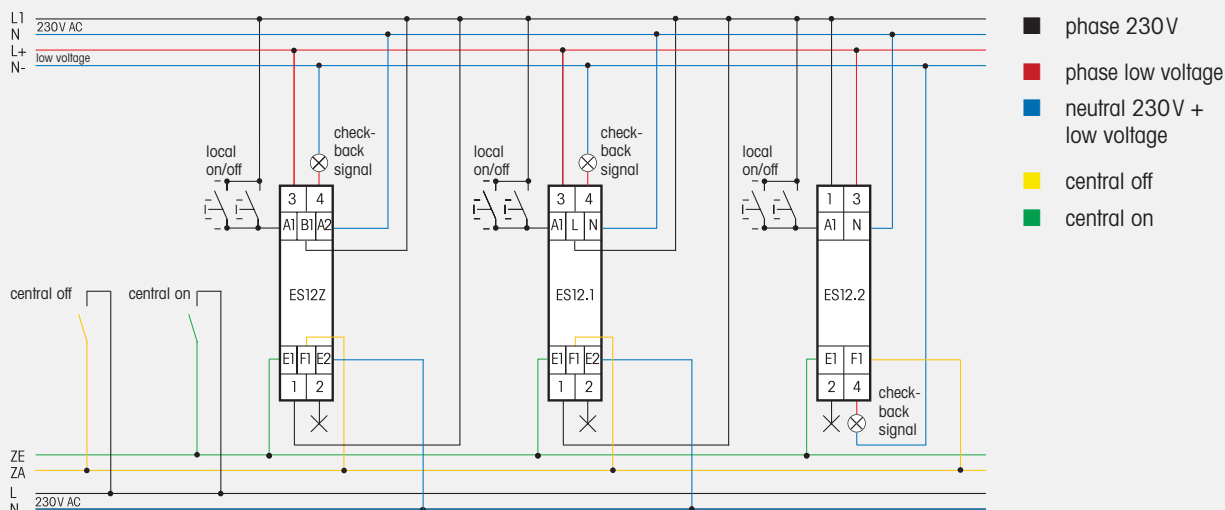 L1
230V AC
N
L+
low voltage
N-
phase 230V
phase low voltage
neutral 230V +
low voltage
central off
central on
local
on/off
check-
back
signal
local
on/off
check-
back
signal
local
on/off
3 4
A1 B1 A2
ES12Z
E1 F1 E2
1 2
3 4
A1 L N
ES12.1
E1 F1 E2
1 2
1 3
A1 N
ES12.2
E1 F1
2 4
check-
back
signal
central off
central on
ZE
ZA
L
230V AC
N